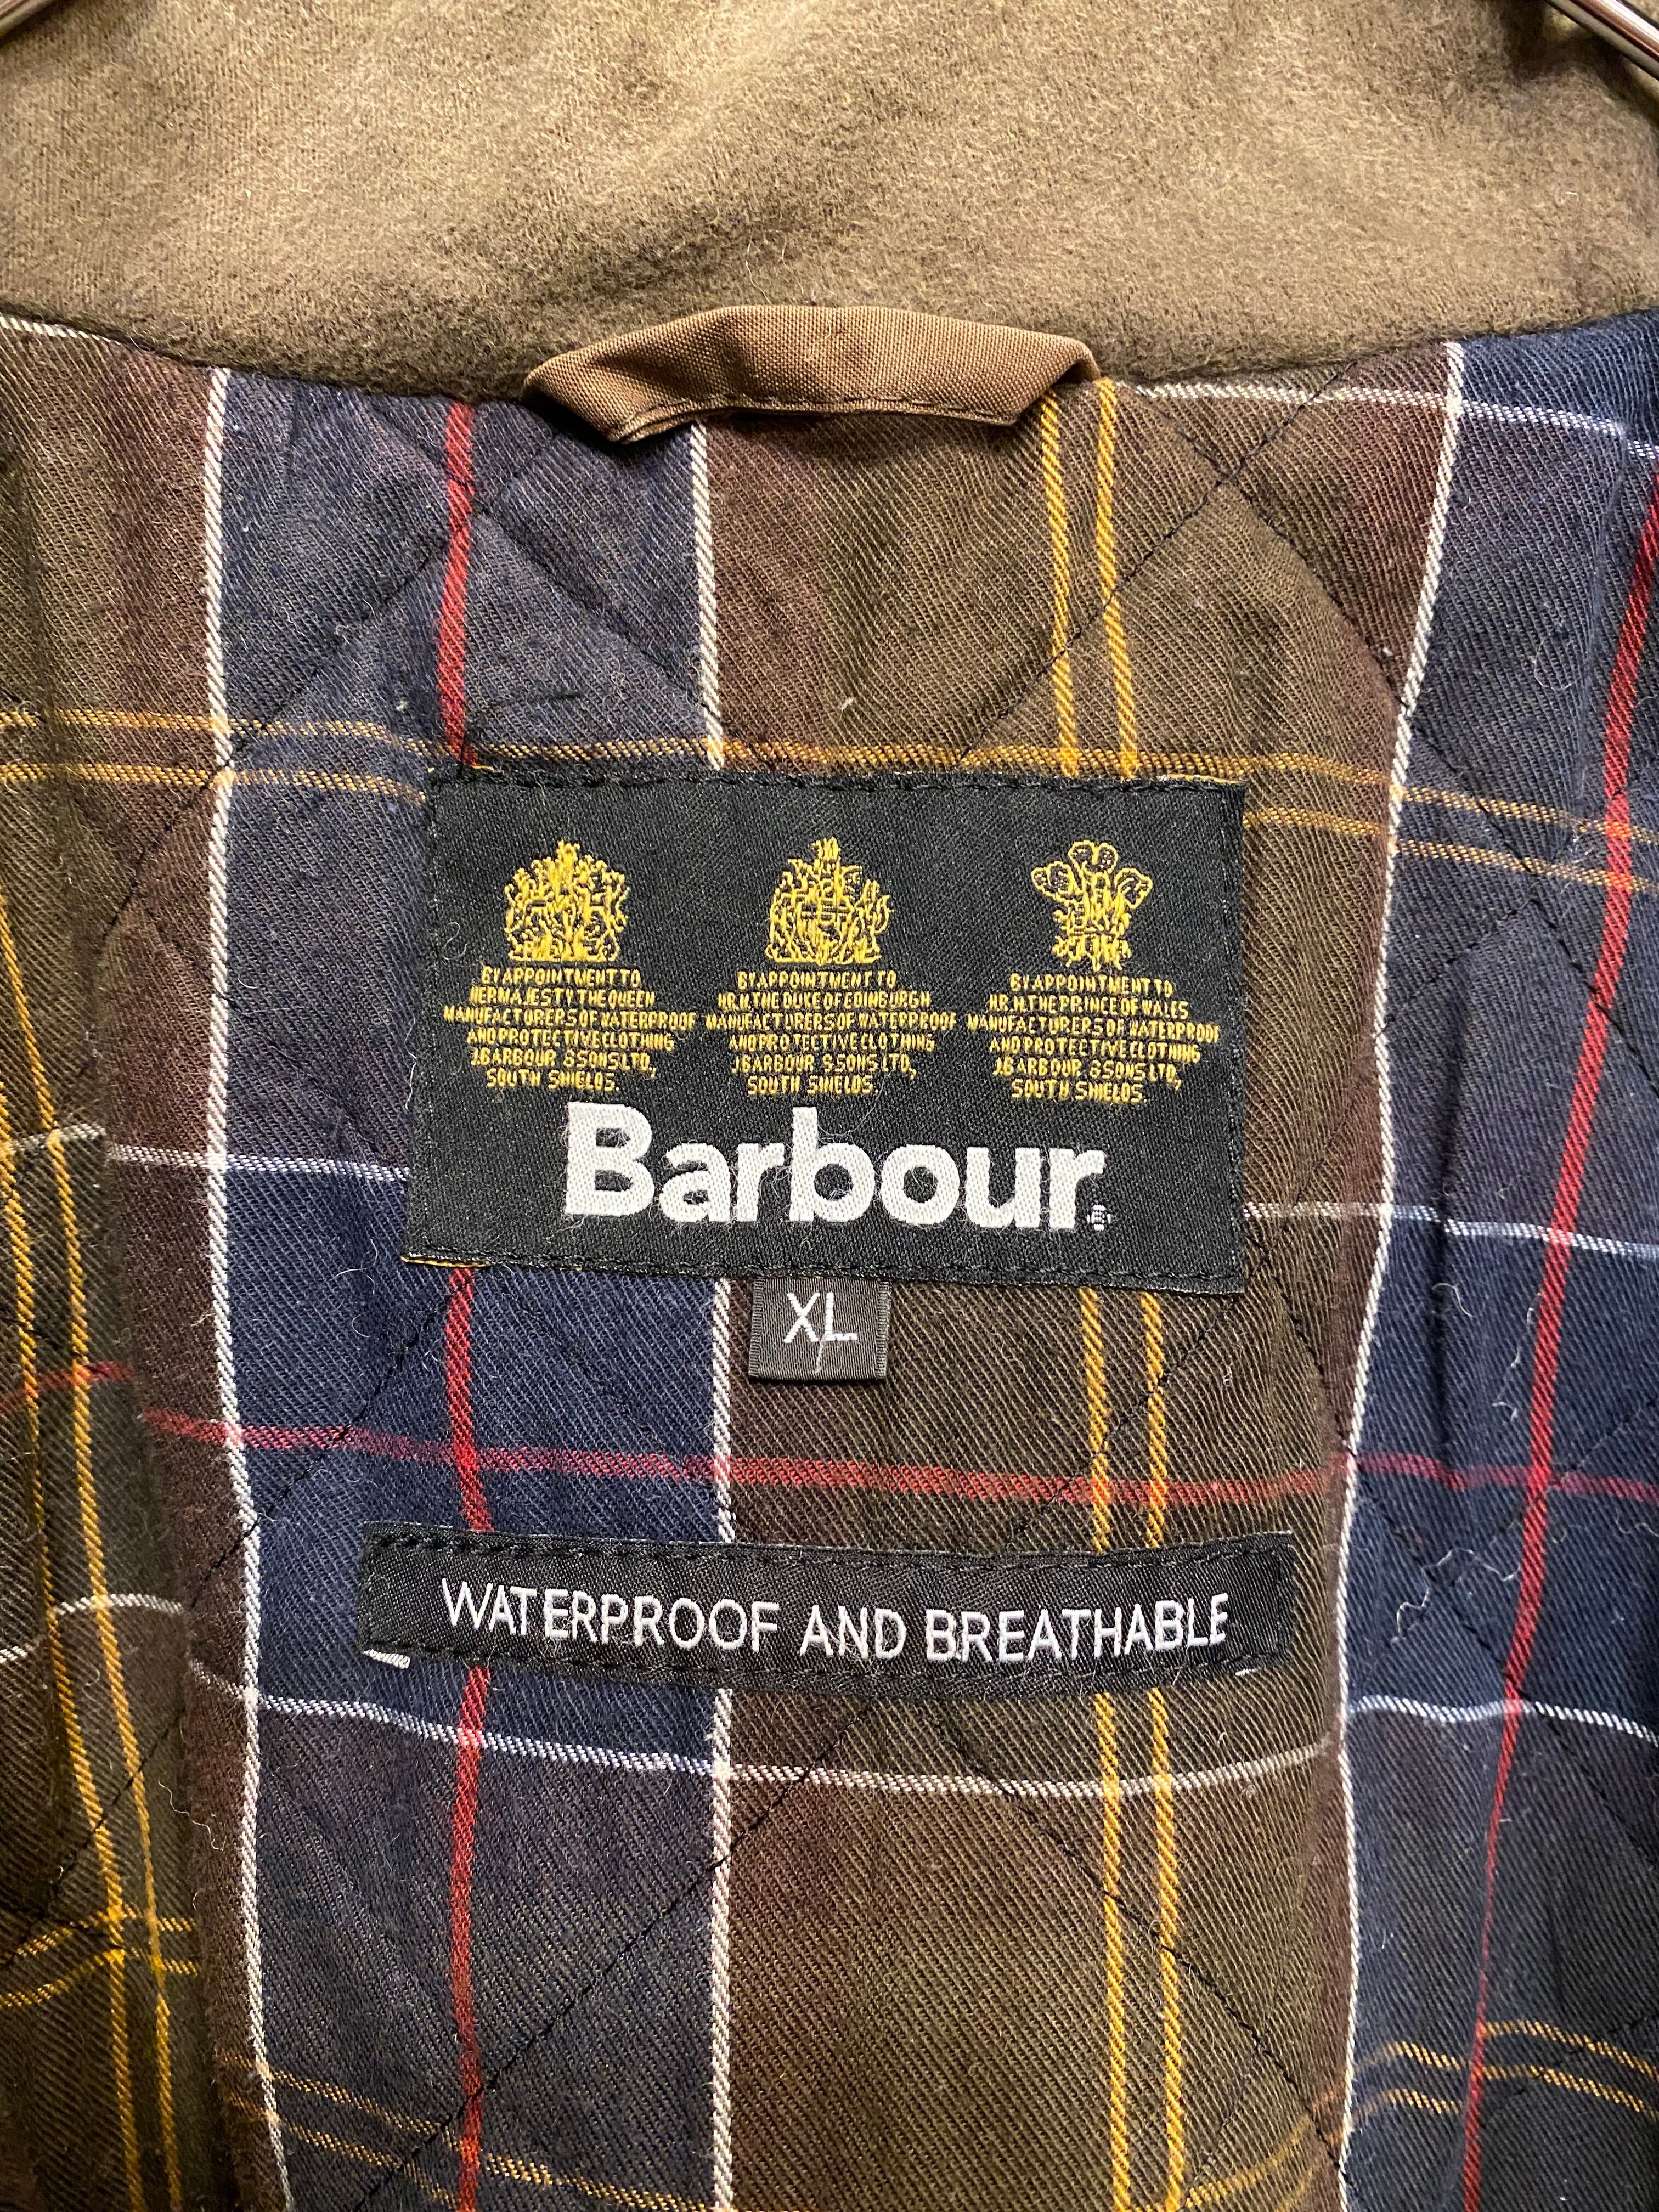 BY APPOINTMENT TO
HER MAJESTY THE QUEEN
MANUFACTURERS OF WATERPROOF
AND PROTECTIVE CLOTHING
J.BARBOUR & SONS LTD,
SOUTH SHIELDS.
BY APPOINTMENT TO
H.R.H. THE DUKE OF EDINBURGH
MANUFACTURERS OF WATERPROOF
AND PROTECTIVE CLOTHING
J.BARBOUR & SONS LTD,
SOUTH SHIELDS.
BY APPOINTMENT TO
H.R.H. THE PRINCE OF WALES
MANUFACTURERS OF WATERPROOF
AND PROTECTIVE CLOTHING
J.BARBOUR & SONS LTD,
SOUTH SHIELDS.
Barbour®
XL
WATERPROOF AND BREATHABLE